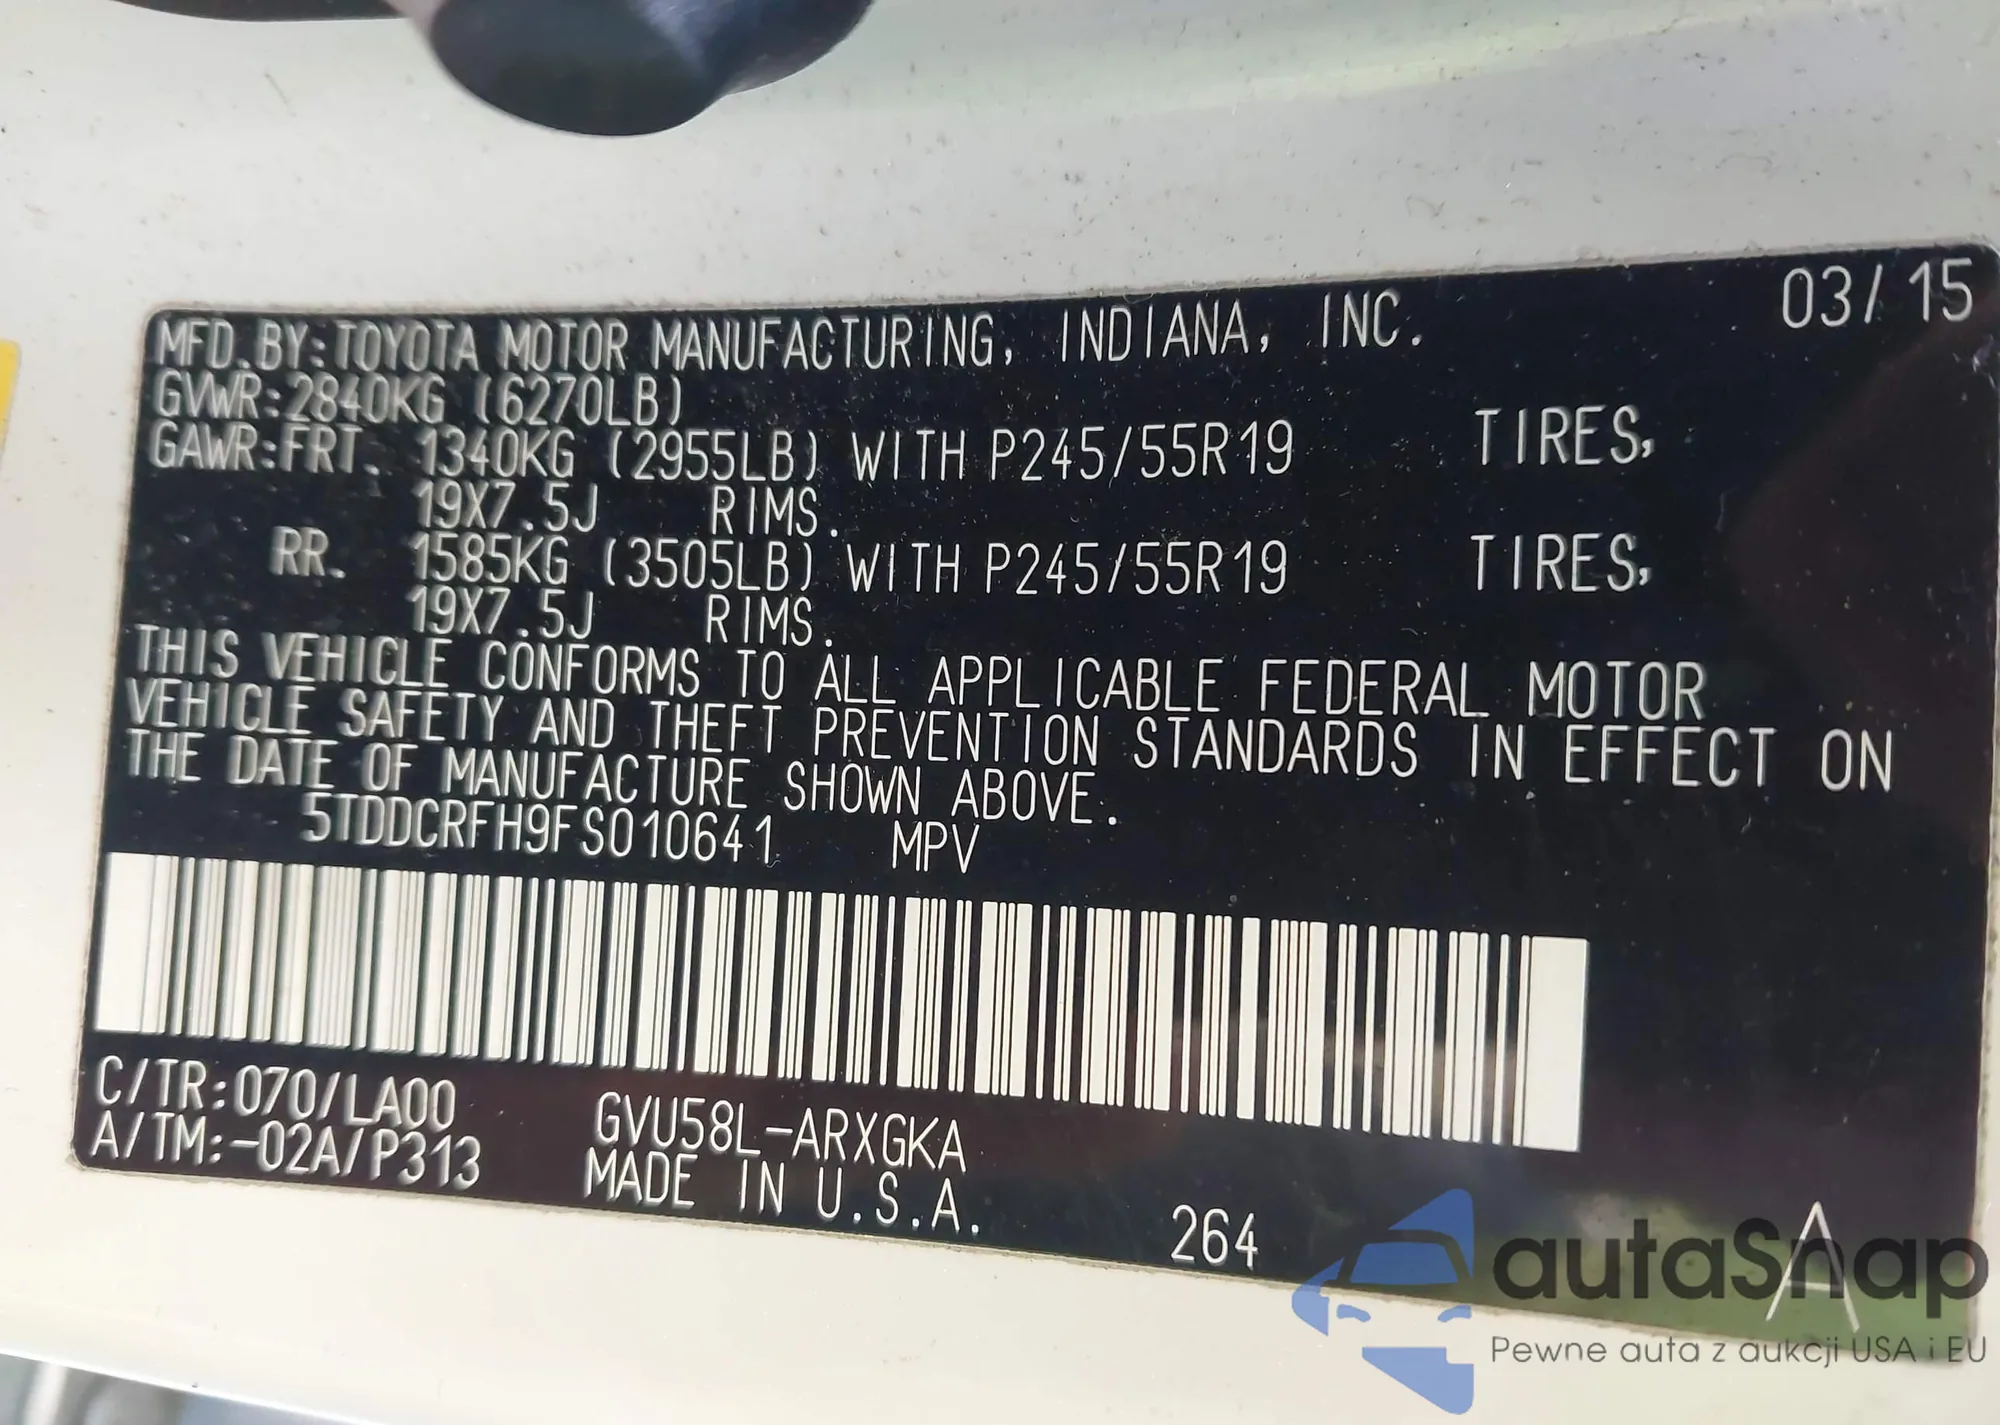 03/15
MFD.BY:TOYOTA MOTOR MANUFACTURING, INDIANA, INC.
GVWR:2840KG (6270LB)
GAWR:FRT. 1340KG (2955LB) WITH P245/55R19 TIRES,
19X7.5J RIMS.
RR. 1585KG (3505LB) WITH P245/55R19 TIRES,
19X7.5J RIMS.
THIS VEHICLE CONFORMS TO ALL APPLICABLE FEDERAL MOTOR
VEHICLE SAFETY AND THEFT PREVENTION STANDARDS IN EFFECT ON
THE DATE OF MANUFACTURE SHOWN ABOVE.
5TDDCRFH9FS010641 MPV
C/TR:070/LA00 GVU58L-ARXGKA
A/TM:-02A/P313 MADE IN U.S.A.
264 A
autaSnap
Pewne auta z aukcji USA i EU